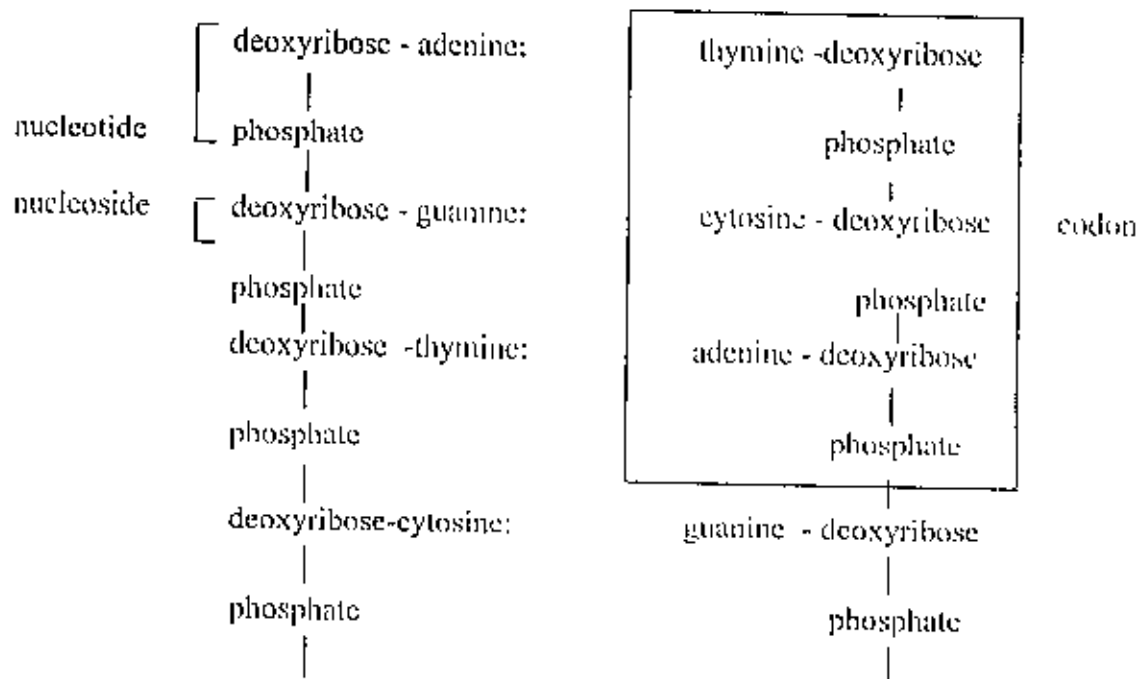 deoxyribose - adenine: thymine -deoxyribose
nucleotide phosphate phosphate
nucleoside deoxyribose - guanine: cytosine - deoxyribose codon
phosphate phosphate
deoxyribose -thymine: adenine - deoxyribose
phosphate phosphate
deoxyribose-cytosine: guanine - deoxyribose
phosphate phosphate